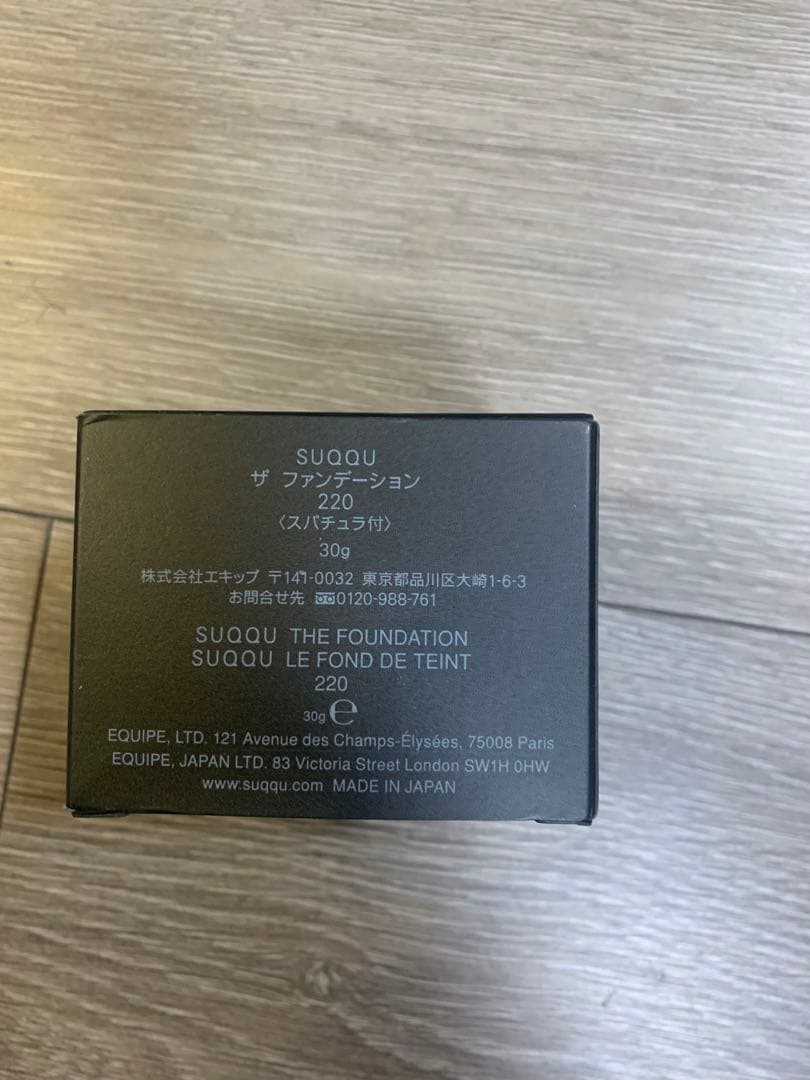 SUQQU
ザ ファンデーション
220
〈スパチュラ付〉
30g
株式会社エキップ 〒141-0032 東京都品川区大崎1-6-3
お問合せ先 0120-988-761
SUQQU THE FOUNDATION
SUQQU LE FOND DE TEINT
220
30g ℮
EQUIPE, LTD. 121 Avenue des Champs-Élysées, 75008 Paris
EQUIPE, JAPAN LTD. 83 Victoria Street London SW1H 0HW
www.suqqu.com MADE IN JAPAN